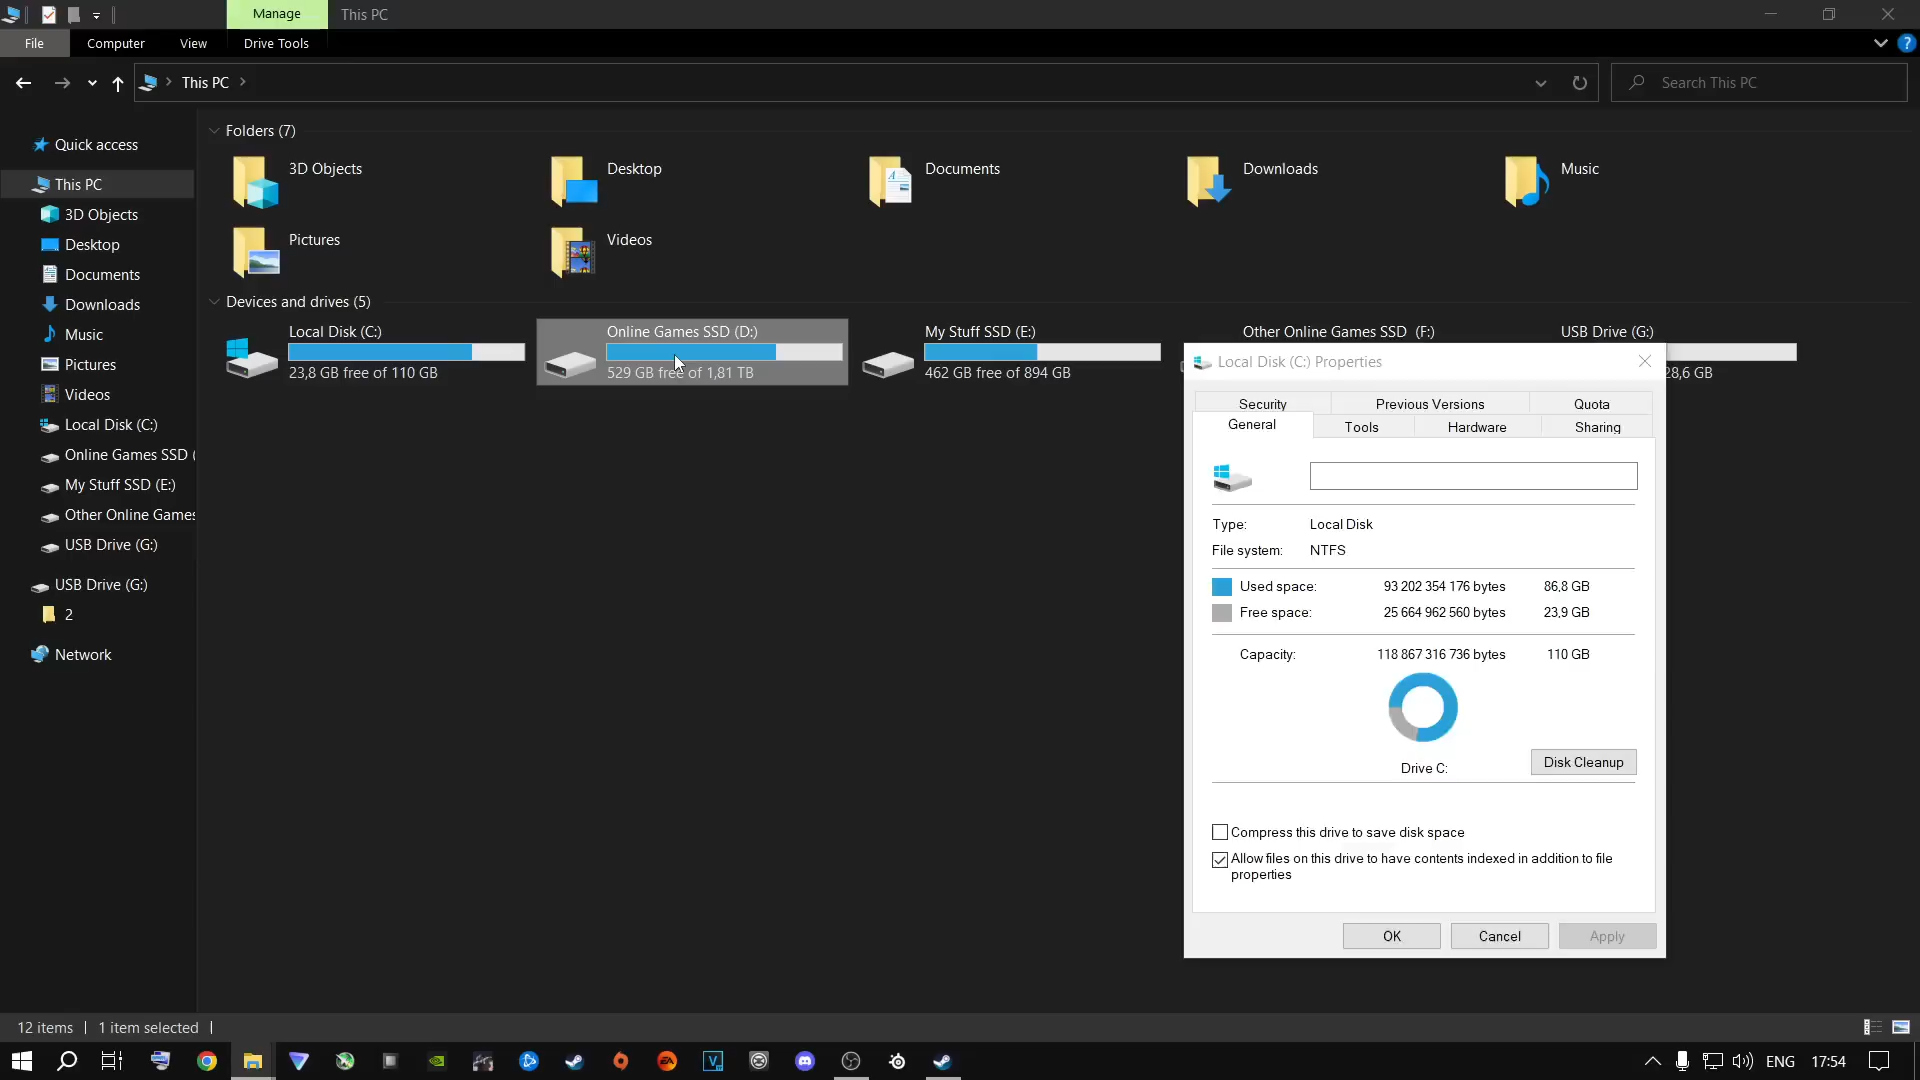 Manage
This PC
File
Computer
View
Drive Tools
This PC
Search This PC
Quick access
This PC
3D Objects
Desktop
Documents
Downloads
Music
Pictures
Videos
Local Disk (C:)
Online Games SSD (
My Stuff SSD (E:)
Other Online Games
USB Drive (G:)
USB Drive (G:)
2
Network
Folders (7)
3D Objects
Desktop
Documents
Downloads
Music
Pictures
Videos
Devices and drives (5)
Local Disk (C:)
23,8 GB free of 110 GB
Online Games SSD (D:)
529 GB free of 1,81 TB
My Stuff SSD (E:)
462 GB free of 894 GB
Other Online Games SSD (F:)
USB Drive (G:)
28,6 GB
Local Disk (C:) Properties
Security
Previous Versions
Quota
General
Tools
Hardware
Sharing
Type: Local Disk
File system: NTFS
Used space: 93 202 354 176 bytes 86,8 GB
Free space: 25 664 962 560 bytes 23,9 GB
Capacity: 118 867 316 736 bytes 110 GB
Drive C:
Disk Cleanup
Compress this drive to save disk space
Allow files on this drive to have contents indexed in addition to file
properties
OK
Cancel
Apply
12 items
1 item selected
ENG
17:54